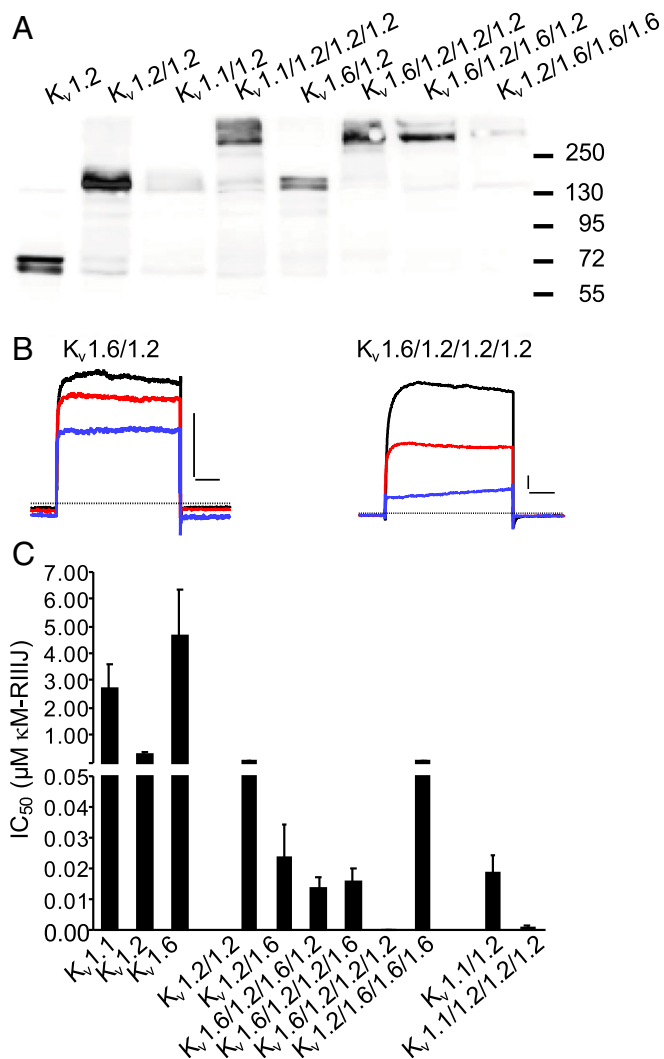 A
Kv1.2
Kv1.2/1.2
Kv1.1/1.2
Kv1.1/1.2/1.2/1.2
Kv1.6/1.2
Kv1.6/1.2/1.2/1.2
Kv1.6/1.2/1.6/1.2
Kv1.2/1.6/1.6/1.6
250
130
95
72
55
B
Kv1.6/1.2
Kv1.6/1.2/1.2/1.2
C
7.00
6.00
5.00
4.00
3.00
2.00
1.00
0.05
0.04
0.03
0.02
0.01
0.00
IC50 (µM κM-RIIIJ)
Kv1.1
Kv1.2
Kv1.6
Kv1.2/1.2
Kv1.2/1.6
Kv1.6/1.2/1.6/1.2
Kv1.6/1.2/1.2/1.6
Kv1.6/1.2/1.2/1.2
Kv1.2/1.6/1.6/1.6
Kv1.1/1.2
Kv1.1/1.2/1.2/1.2